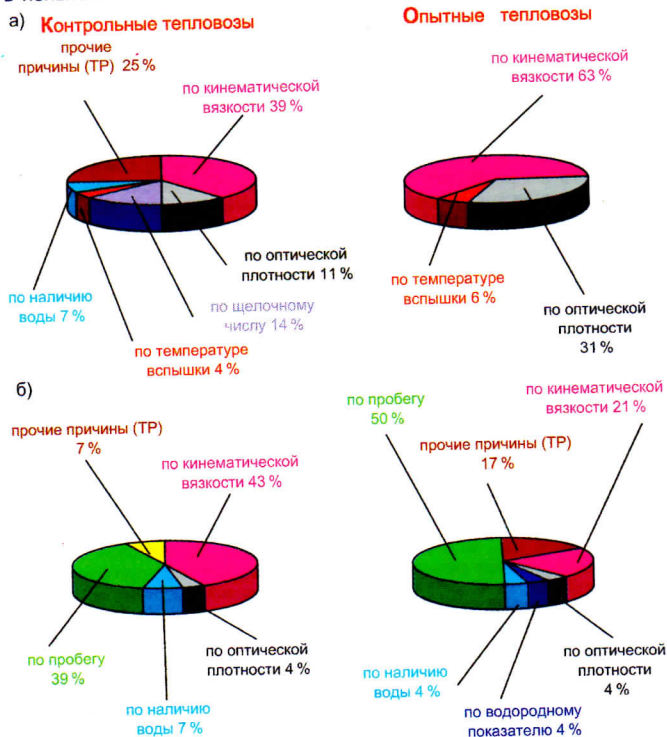 а)
Контрольные тепловозы
прочие
причины (ТР) 25 %
по кинематической
вязкости 39 %
по оптической
плотности 11 %
по щелочному
числу 14 %
по температуре
вспышки 4 %
по наличию
воды 7 %
Опытные тепловозы
по кинематической
вязкости 63 %
по температуре
вспышки 6 %
по оптической
плотности
31 %
б)
прочие причины (ТР)
7 %
по кинематической
вязкости 43 %
по оптической
плотности 4 %
по наличию
воды 7 %
по пробегу
39 %
по пробегу
50 %
по кинематической
вязкости 21 %
прочие причины (ТР)
17 %
по наличию
воды 4 %
по водородному
показателю 4 %
по оптической
плотности
4 %